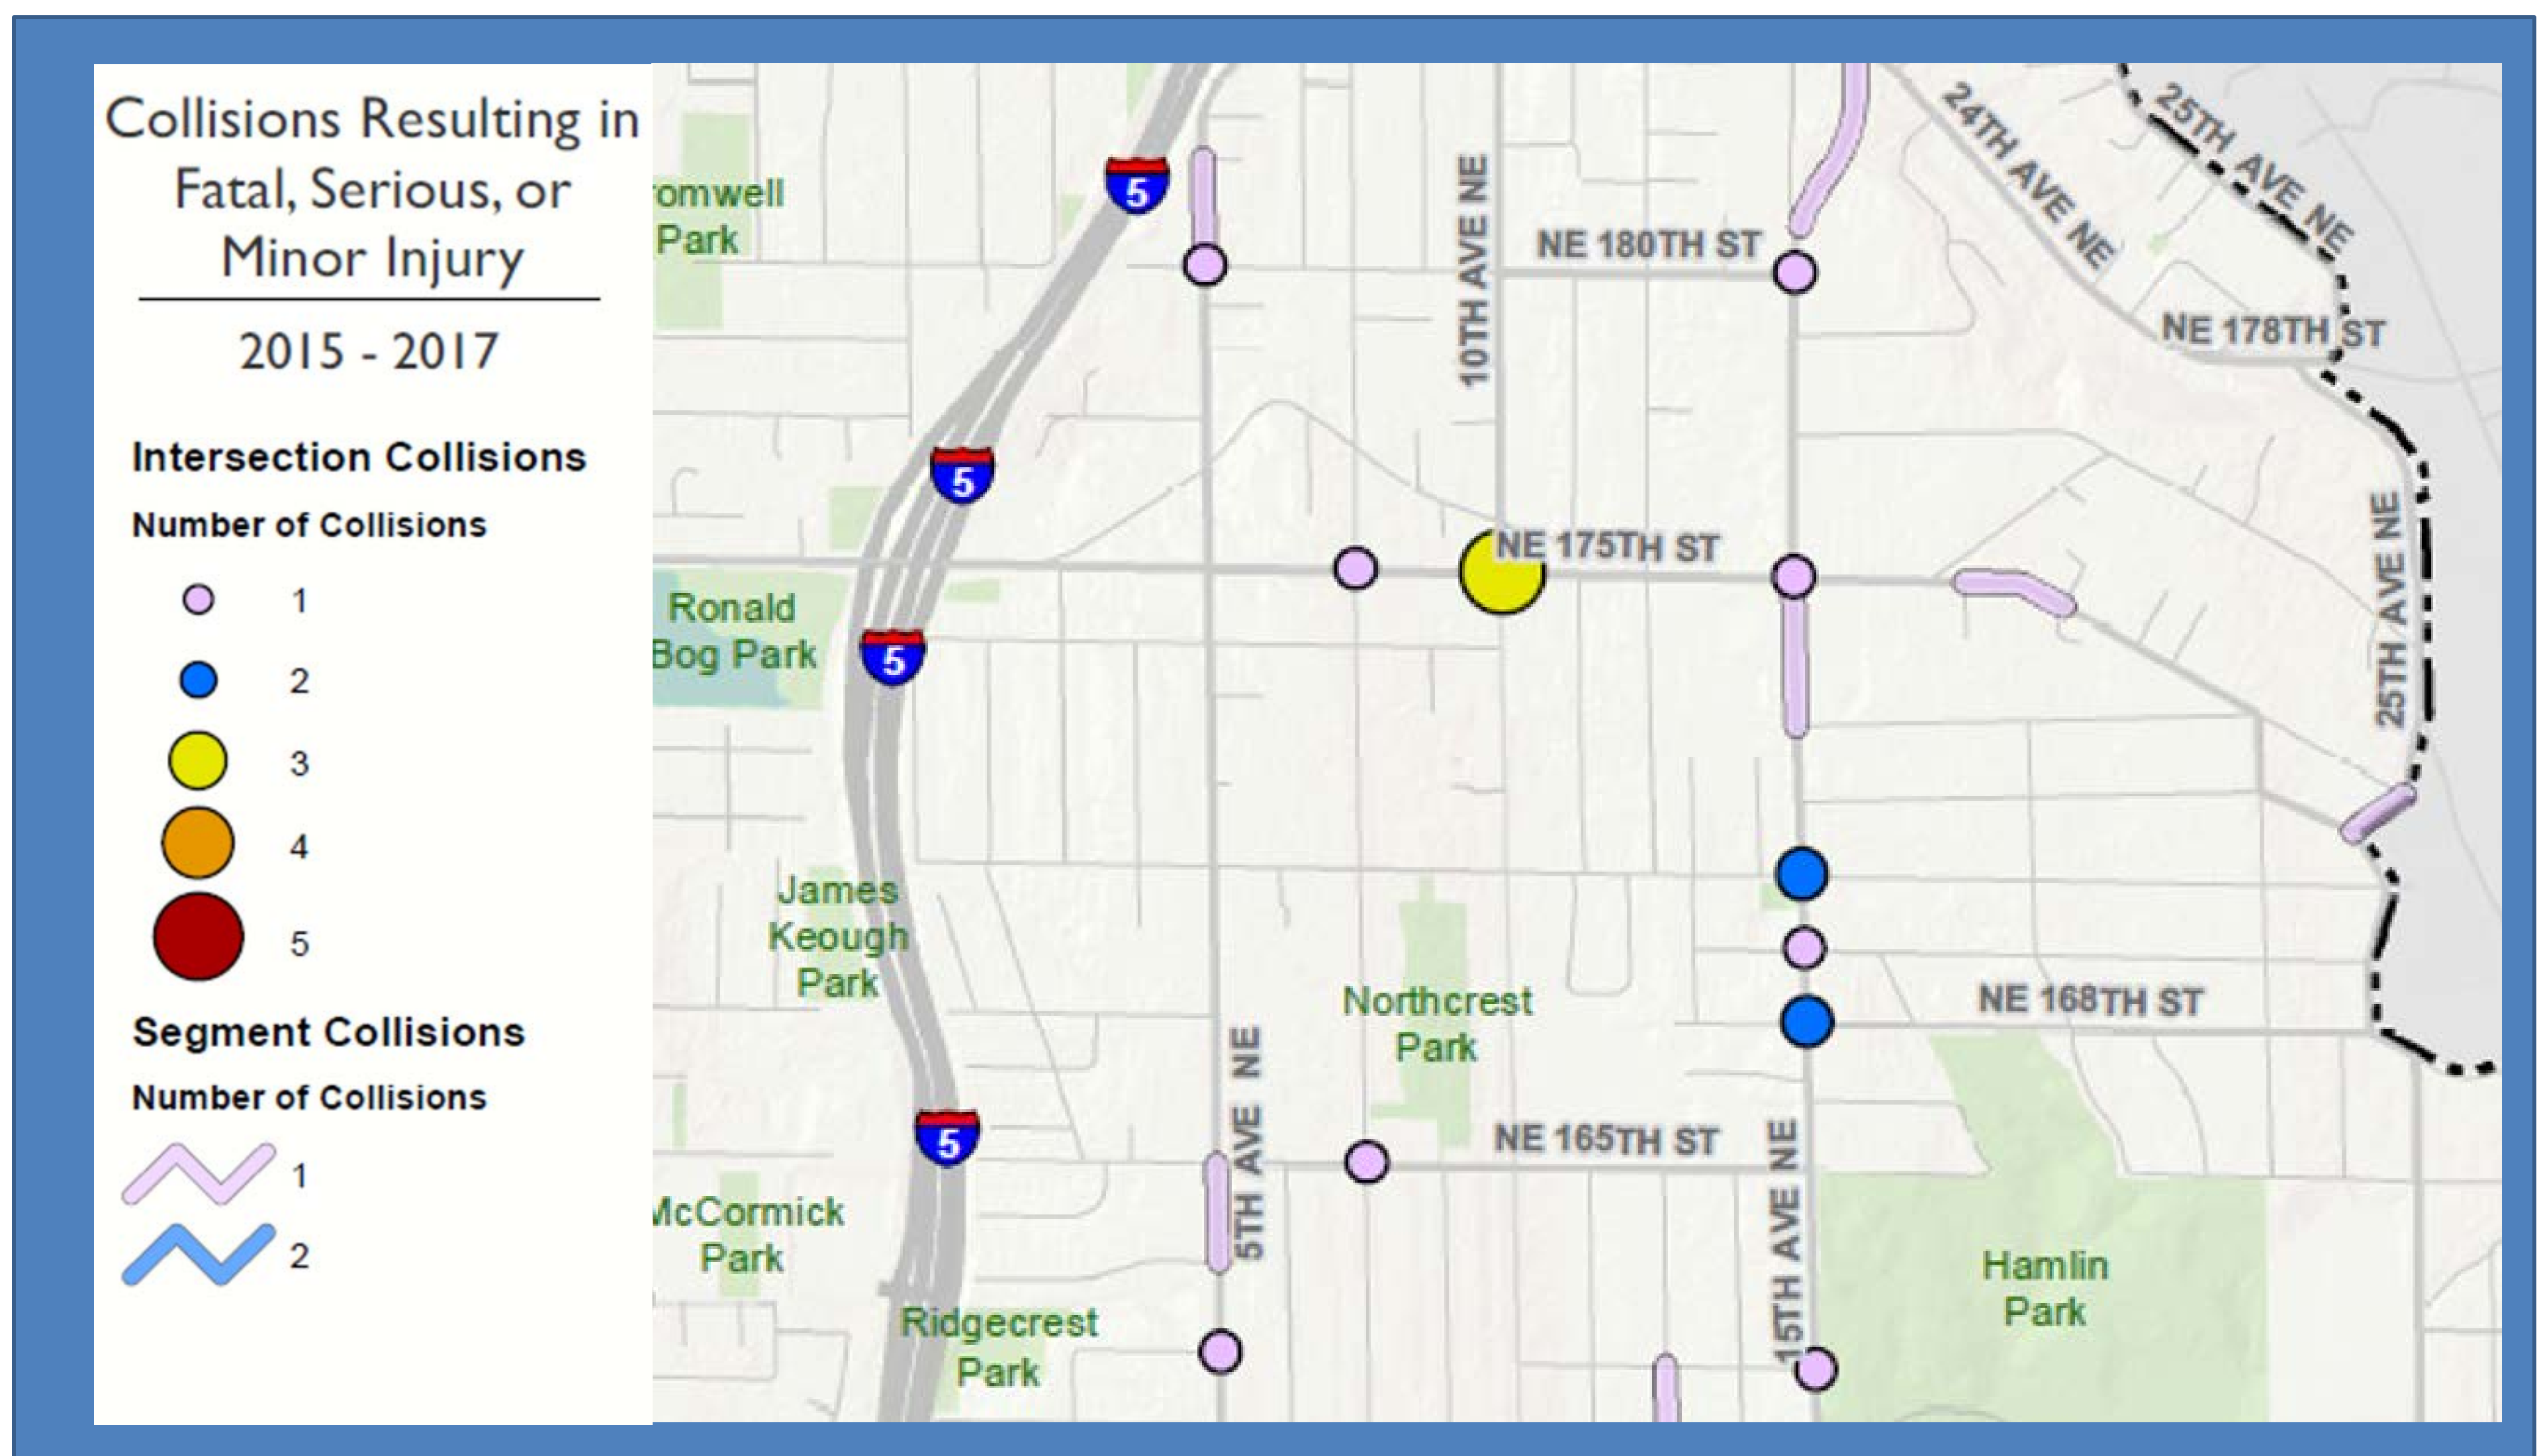 Collisions Resulting in
Fatal, Serious, or
Minor Injury
2015 - 2017
Intersection Collisions
Number of Collisions
1
2
3
4
5
Segment Collisions
Number of Collisions
1
2
romwell
Park
5
10TH AVE NE
NE 180TH ST
24TH AVE NE
25TH AVE NE
NE 178TH ST
5
NE 175TH ST
25TH AVE NE
Ronald
Bog Park
5
James
Keough
Park
Northcrest
Park
NE 168TH ST
5
5TH AVE NE
NE 165TH ST
15TH AVE NE
McCormick
Park
Hamlin
Park
Ridgecrest
Park